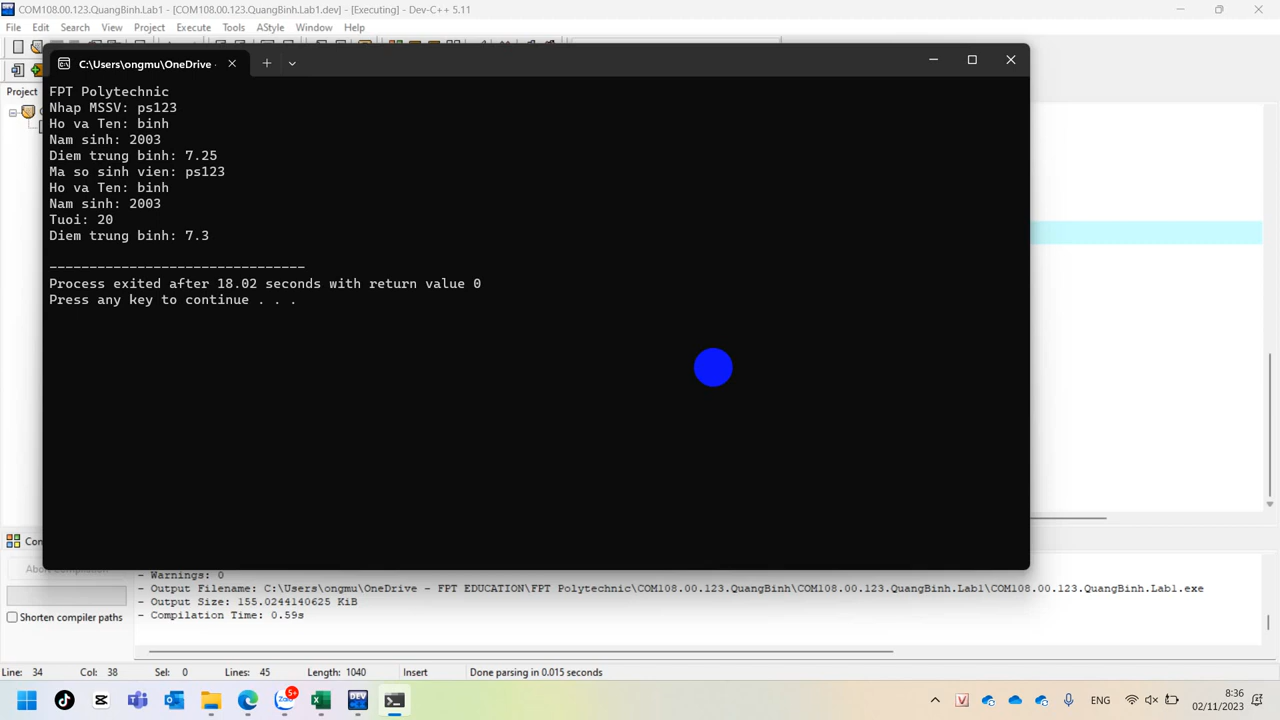 COM108.00.123.QuangBinh.Lab1 - [COM108.00.123.QuangBinh.Lab1.dev] - [Executing] - Dev-C++ 5.11
File Edit Search View Project Execute Tools AStyle Window Help
C:\Users\ongmu\OneDrive -
Project
FPT Polytechnic
Nhap MSSV: ps123
Ho va Ten: binh
Nam sinh: 2003
Diem trung binh: 7.25
Ma so sinh vien: ps123
Ho va Ten: binh
Nam sinh: 2003
Tuoi: 20
Diem trung binh: 7.3
--------------------------------
Process exited after 18.02 seconds with return value 0
Press any key to continue . . .
Con
Abort Compilation
Shorten compiler paths
- Warnings: 0
- Output Filename: C:\Users\ongmu\OneDrive - FPT EDUCATION\FPT Polytechnic\COM108.00.123.QuangBinh\COM108.00.123.QuangBinh.Lab1\COM108.00.123.QuangBinh.Lab1.exe
- Output Size: 155.0244140625 KiB
- Compilation Time: 0.59s
Line: 34 Col: 38 Sel: 0 Lines: 45 Length: 1040 Insert Done parsing in 0.015 seconds
5+
DEV
V
ENG
8:36
02/11/2023